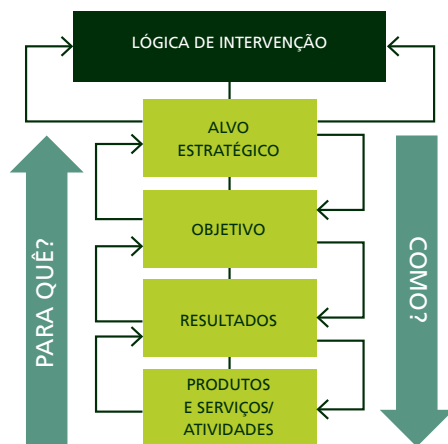 LÓGICA DE INTERVENÇÃO
ALVO
ESTRATÉGICO
OBJETIVO
RESULTADOS
PRODUTOS
E SERVIÇOS/
ATIVIDADES
PARA QUÊ?
COMO?